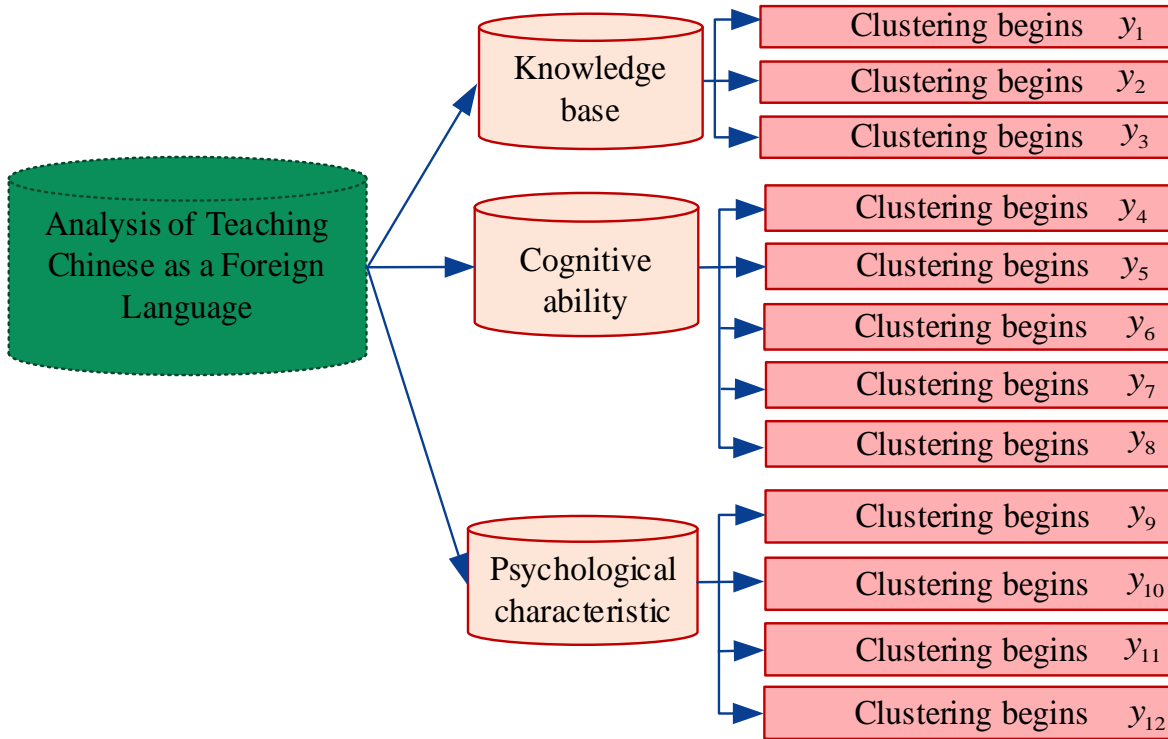 Analysis of Teaching
Chinese as a Foreign
Language
Knowledge
base
Clustering begins y₁
Clustering begins y₂
Clustering begins y₃
Cognitive
ability
Clustering begins y₄
Clustering begins y₅
Clustering begins y₆
Clustering begins y₇
Clustering begins y₈
Psychological
characteristic
Clustering begins y₉
Clustering begins y₁₀
Clustering begins y₁₁
Clustering begins y₁₂